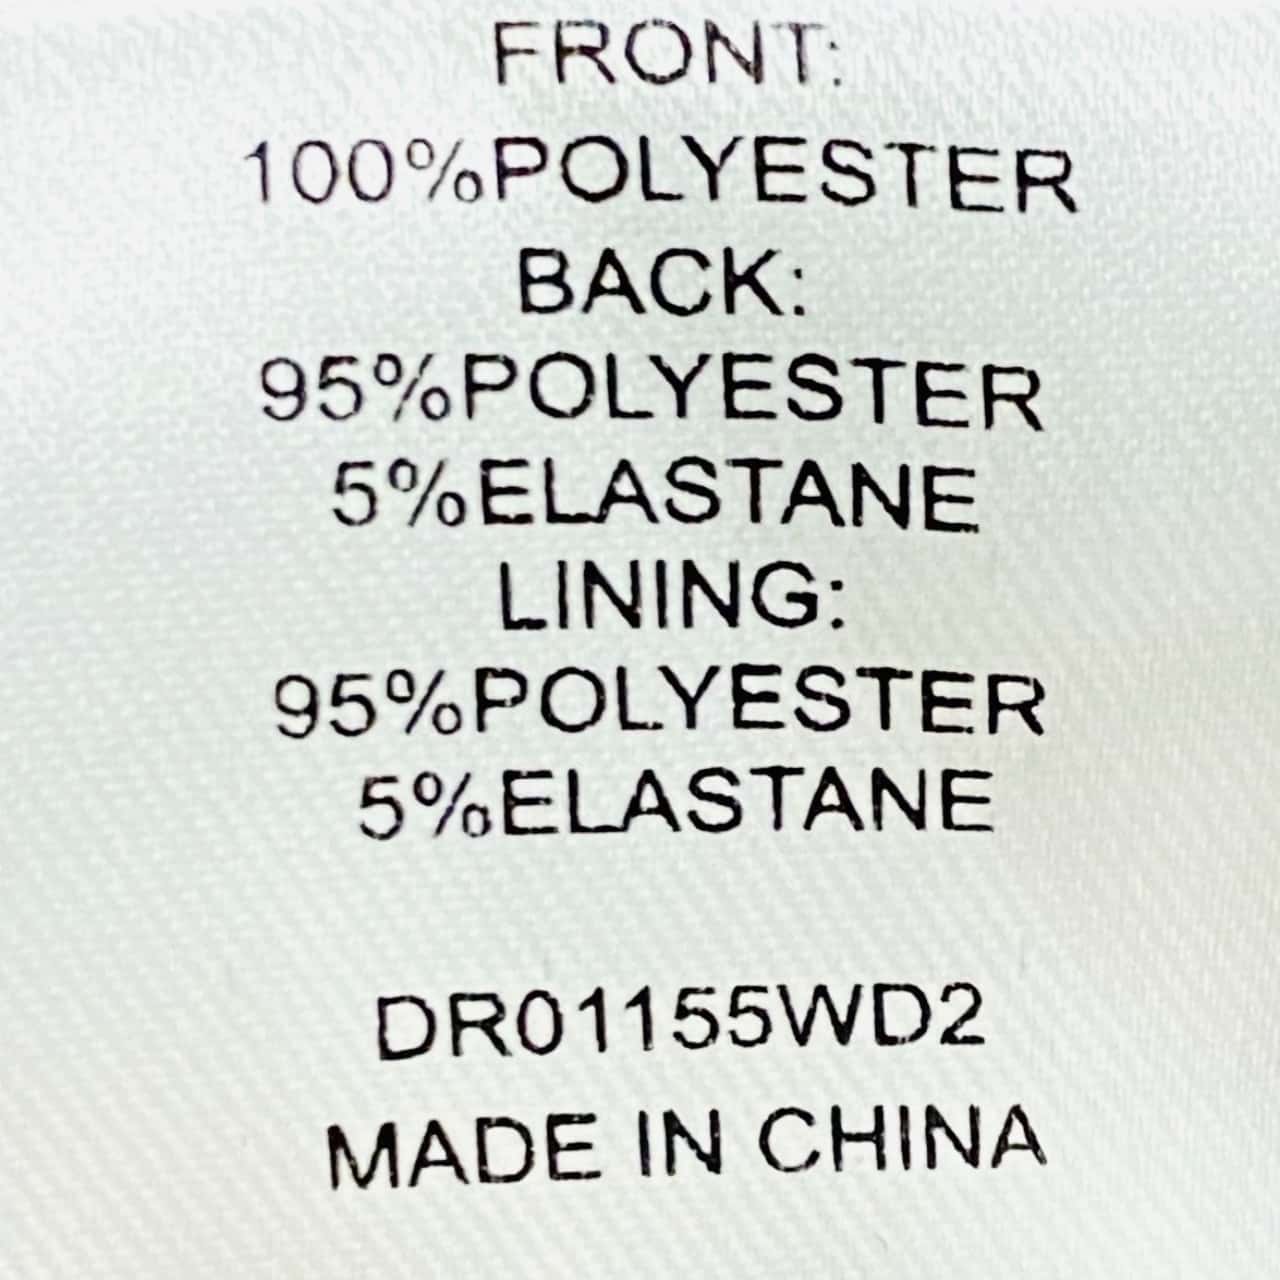 FRONT:
100%POLYESTER
BACK:
95%POLYESTER
5%ELASTANE
LINING:
95%POLYESTER
5%ELASTANE
DR01155WD2
MADE IN CHINA